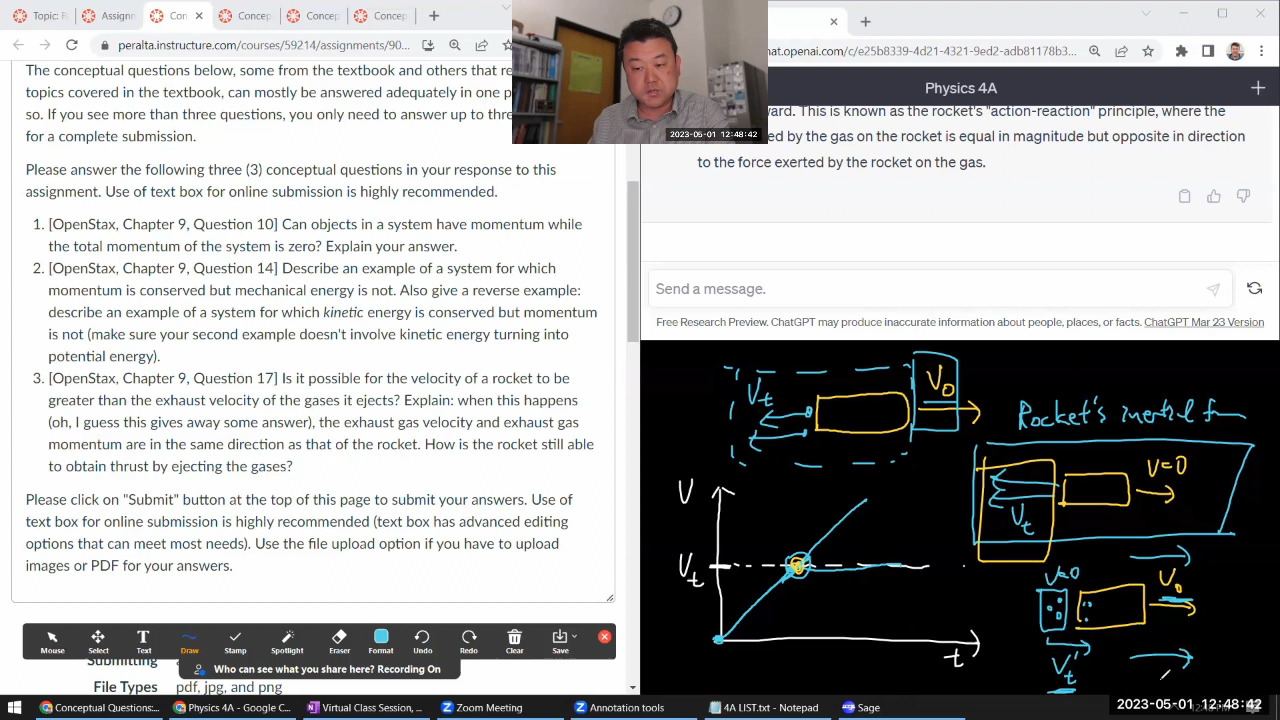 Assign
Con
Concep
Concep
peralta.instructure.com/courses/59214/assignments/90...
hat.openai.com/c/e25b8339-4d21-4321-9ed2-adb81178b3...
Physics 4A
The conceptual questions below, some from the textbook and others that re
topics covered in the textbook, can mostly be answered adequately in one p
so. If you see more than three questions, you only need to answer up to thre
for a complete submission.
2023-05-01 12:48:42
ward. This is known as the rocket's "action-reaction" principle, where the
ed by the gas on the rocket is equal in magnitude but opposite in direction
to the force exerted by the rocket on the gas.
Please answer the following three (3) conceptual questions in your response to this
assignment. Use of text box for online submission is highly recommended.
1. [OpenStax, Chapter 9, Question 10] Can objects in a system have momentum while
the total momentum of the system is zero? Explain your answer.
2. [OpenStax, Chapter 9, Question 14] Describe an example of a system for which
momentum is conserved but mechanical energy is not. Also give a reverse example:
describe an example of a system for which kinetic energy is conserved but momentum
is not (make sure your second example doesn't involve kinetic energy turning into
potential energy).
3. [OpenStax, Chapter 9, Question 17] Is it possible for the velocity of a rocket to be
greater than the exhaust velocity of the gases it ejects? Explain: when this happens
(or, I guess this gives away some answer), the exhaust gas velocity and exhaust gas
momentum are in the same direction as that of the rocket. How is the rocket still able
to obtain thrust by ejecting the gases?
Please click on "Submit" button at the top of this page to submit your answers. Use of
text box for online submission is highly recommended (text box has advanced editing
options that can meet most needs). Use the file upload option if you have to upload
images or PDF for your answers.
Send a message.
Free Research Preview. ChatGPT may produce inaccurate information about people, places, or facts. ChatGPT Mar 23 Version
Vt
V0
Rocket's inertial
V=0
Vt
V
Vt
t
V=0
V0
Vt'
Mouse
Select
Text
Draw
Stamp
Spotlight
Eraser
Format
Undo
Redo
Clear
Save
Who can see what you share here? Recording On
Submitting
File Types
pdf, jpg, and png
Conceptual Questions:...
Physics 4A - Google C...
Virtual Class Session, ...
Zoom Meeting
Annotation tools
4A LIST.txt - Notepad
Sage
2023-05-01 12:48:42